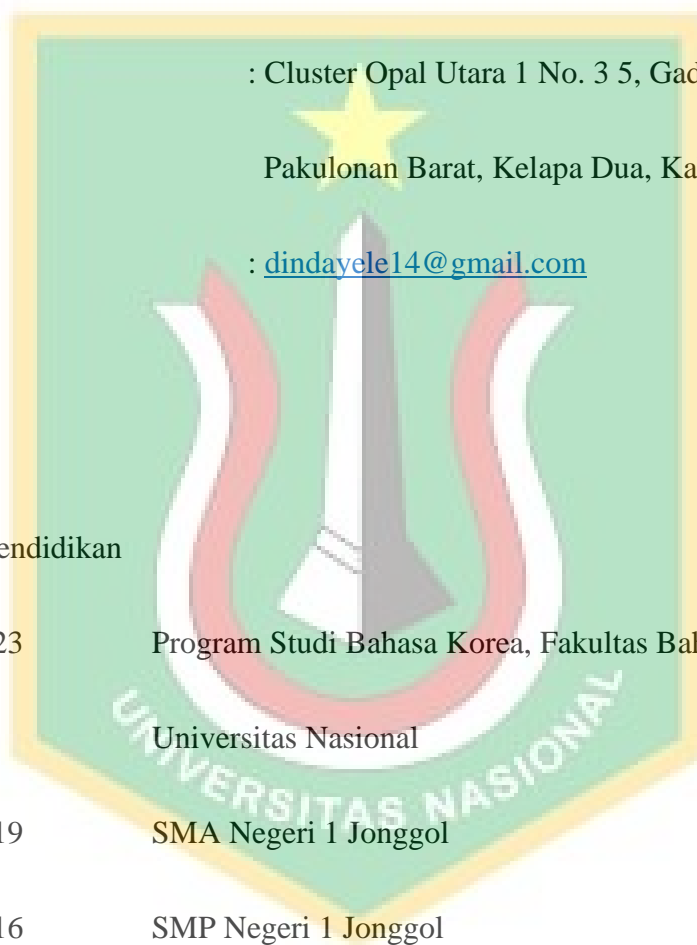 : Cluster Opal Utara 1 No. 3 5, Gad
Pakulonan Barat, Kelapa Dua, Ka
: dindayele14@gmail.com
endidikan
23 Program Studi Bahasa Korea, Fakultas Bah
Universitas Nasional
19 SMA Negeri 1 Jonggol
16 SMP Negeri 1 Jonggol
UNIVERSITAS NASIONAL